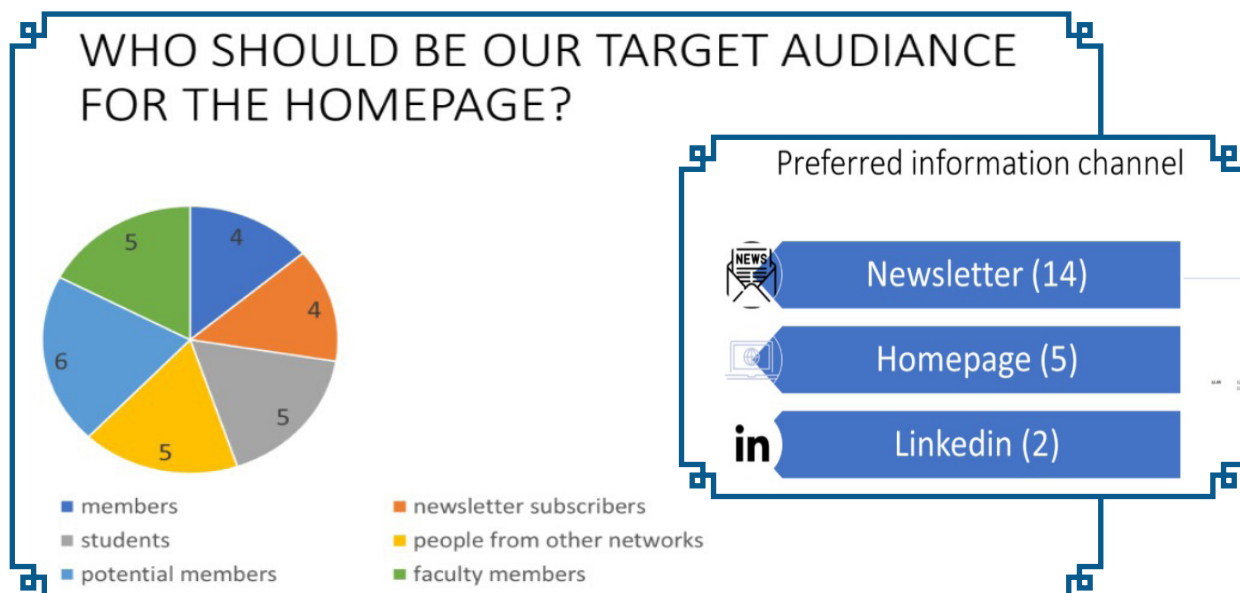 WHO SHOULD BE OUR TARGET AUDIANCE
FOR THE HOMEPAGE?
5
4
4
6
5
5
members
newsletter subscribers
students
people from other networks
potential members
faculty members
Preferred information channel
NEWS
Newsletter (14)
Homepage (5)
in
Linkedin (2)